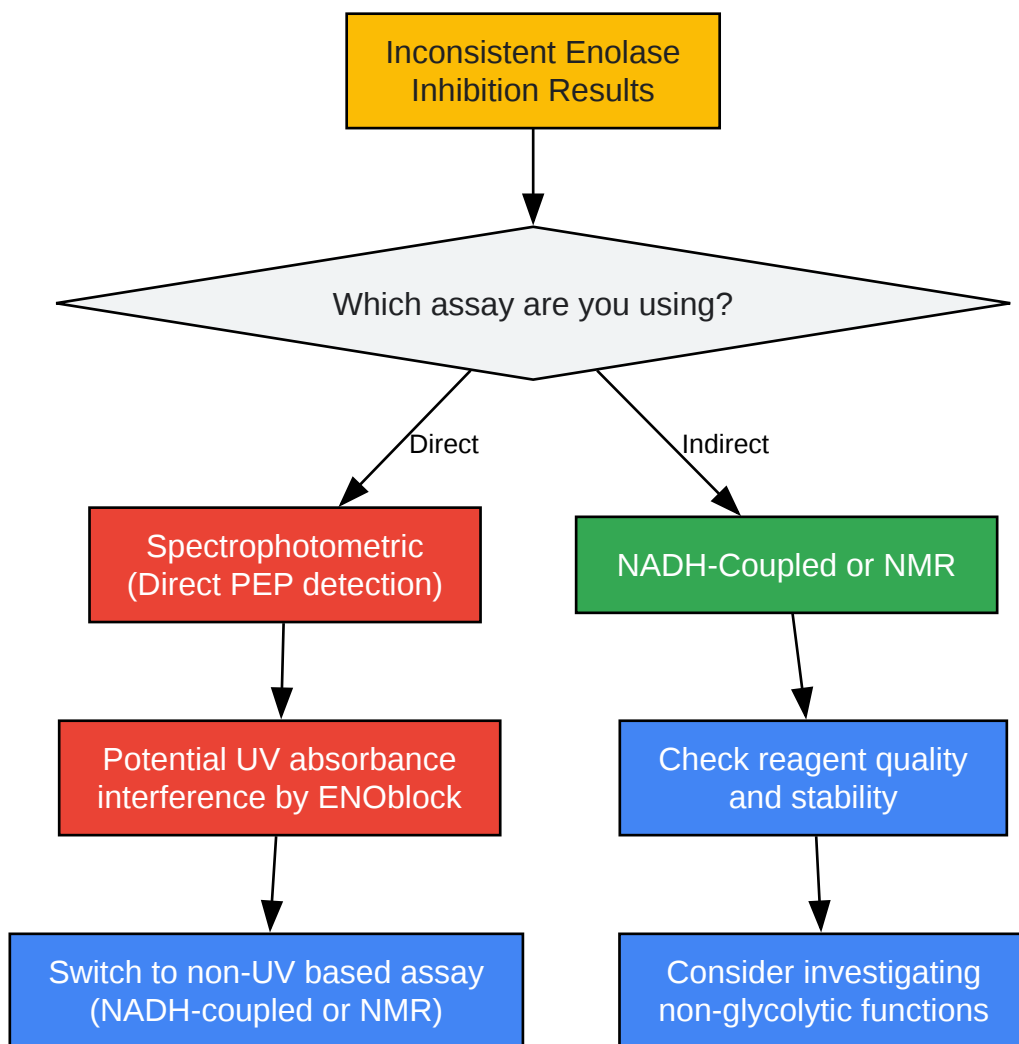 Inconsistent Enolase
Inhibition Results
Which assay are you using?
Direct
Indirect
Spectrophotometric
(Direct PEP detection)
NADH-Coupled or NMR
Potential UV absorbance
interference by ENOblock
Check reagent quality
and stability
Switch to non-UV based assay
(NADH-coupled or NMR)
Consider investigating
non-glycolytic functions